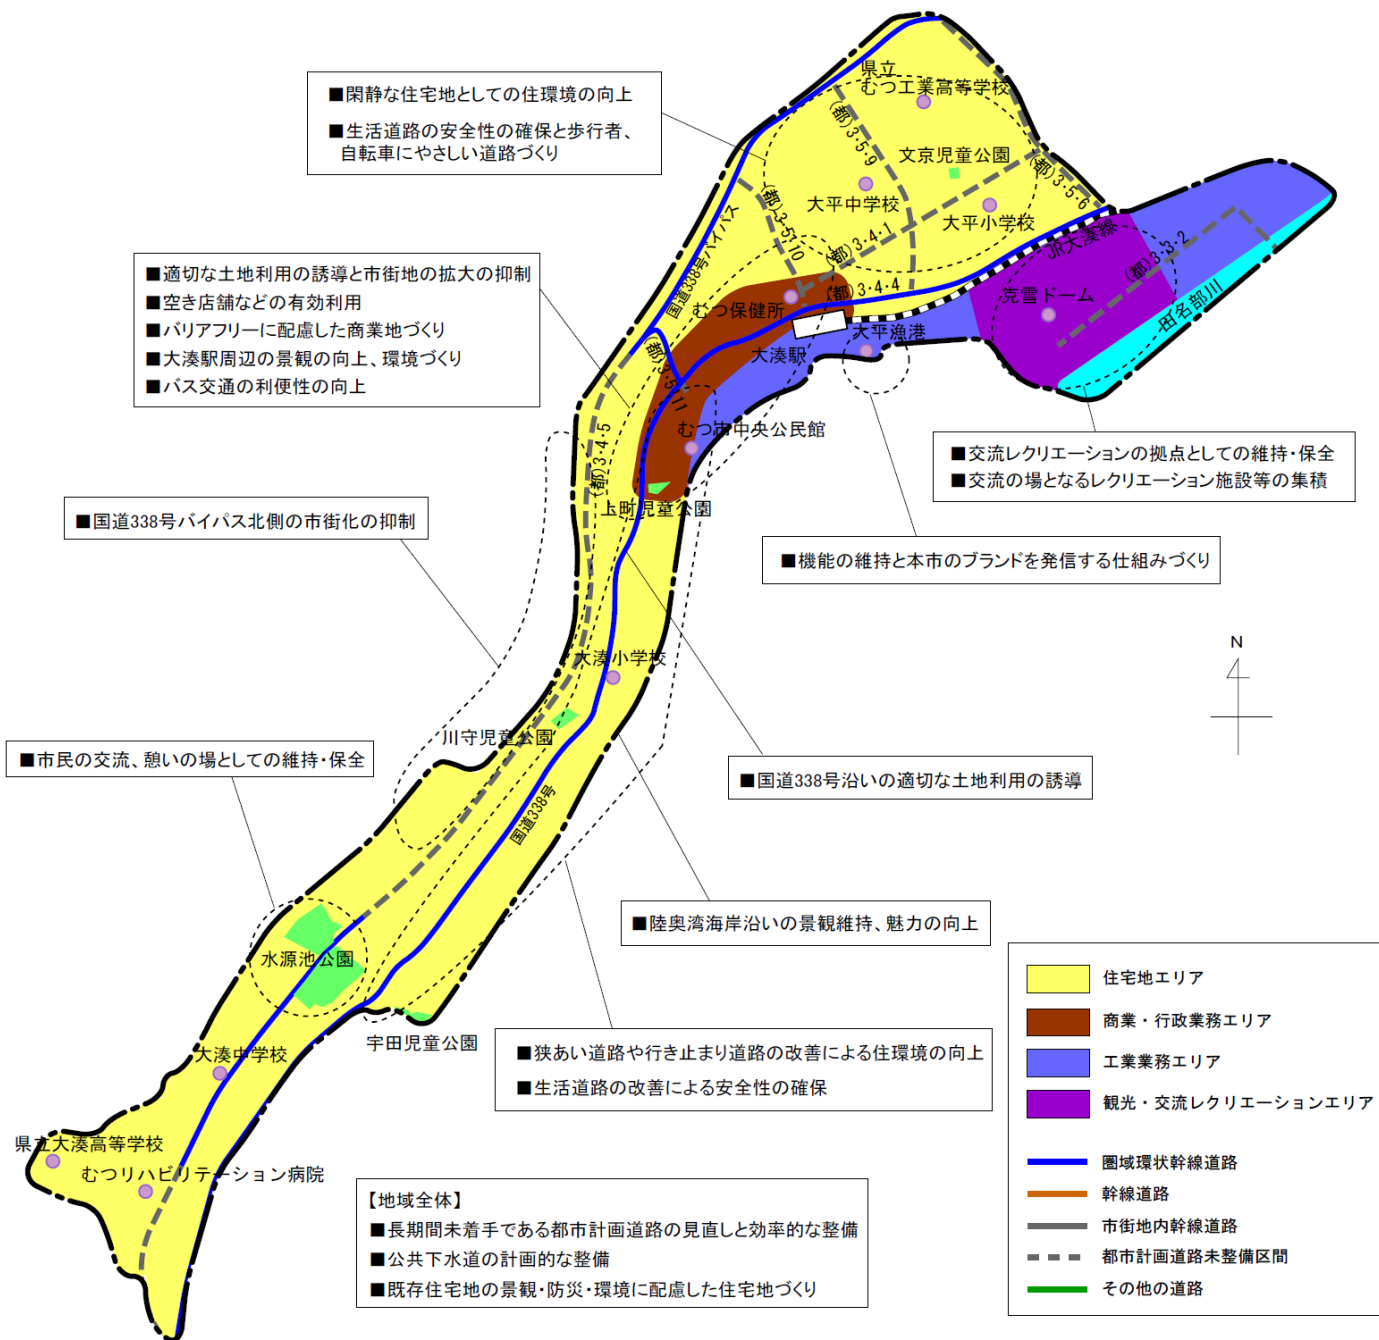 ■閑静な住宅地としての住環境の向上
■生活道路の安全性の確保と歩行者、
自転車にやさしい道路づくり
県立
むつ工業高等学校
(都)3・5・9
文京児童公園
(都)3・5・6
大平中学校
大平小学校
(都)3・5・10
(都)3・4・1
国道338号バイパス
JR大湊線
(都)3・3・2
(都)3・4・4
むつ保健所
克雪ドーム
田名部川
大湊駅
大平漁港
■適切な土地利用の誘導と市街地の拡大の抑制
■空き店舗などの有効利用
■バリアフリーに配慮した商業地づくり
■大湊駅周辺の景観の向上、環境づくり
■バス交通の利便性の向上
(都)3・5・11
(都)3・4・5
むつ市中央公民館
上町児童公園
■交流レクリエーションの拠点としての維持・保全
■交流の場となるレクリエーション施設等の集積
■国道338号バイパス北側の市街化の抑制
■機能の維持と本市のブランドを発信する仕組みづくり
N
大湊小学校
川守児童公園
■市民の交流、憩いの場としての維持・保全
■国道338号沿いの適切な土地利用の誘導
国道338号
■陸奥湾海岸沿いの景観維持、魅力の向上
水源池公園
宇田児童公園
■狭あい道路や行き止まり道路の改善による住環境の向上
■生活道路の改善による安全性の確保
大湊中学校
県立大湊高等学校
むつリハビリテーション病院
【地域全体】
■長期間未着手である都市計画道路の見直しと効率的な整備
■公共下水道の計画的な整備
■既存住宅地の景観・防災・環境に配慮した住宅地づくり
住宅地エリア
商業・行政業務エリア
工業業務エリア
観光・交流レクリエーションエリア
圏域環状幹線道路
幹線道路
市街地内幹線道路
都市計画道路未整備区間
その他の道路